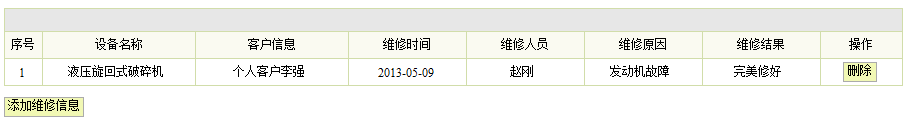 序号 设备名称 客户信息 维修时间 维修人员 维修原因 维修结果 操作
1 液压旋回式破碎机 个人客户李强 2013-05-09 赵刚 发动机故障 完美修好 删除
添加维修信息